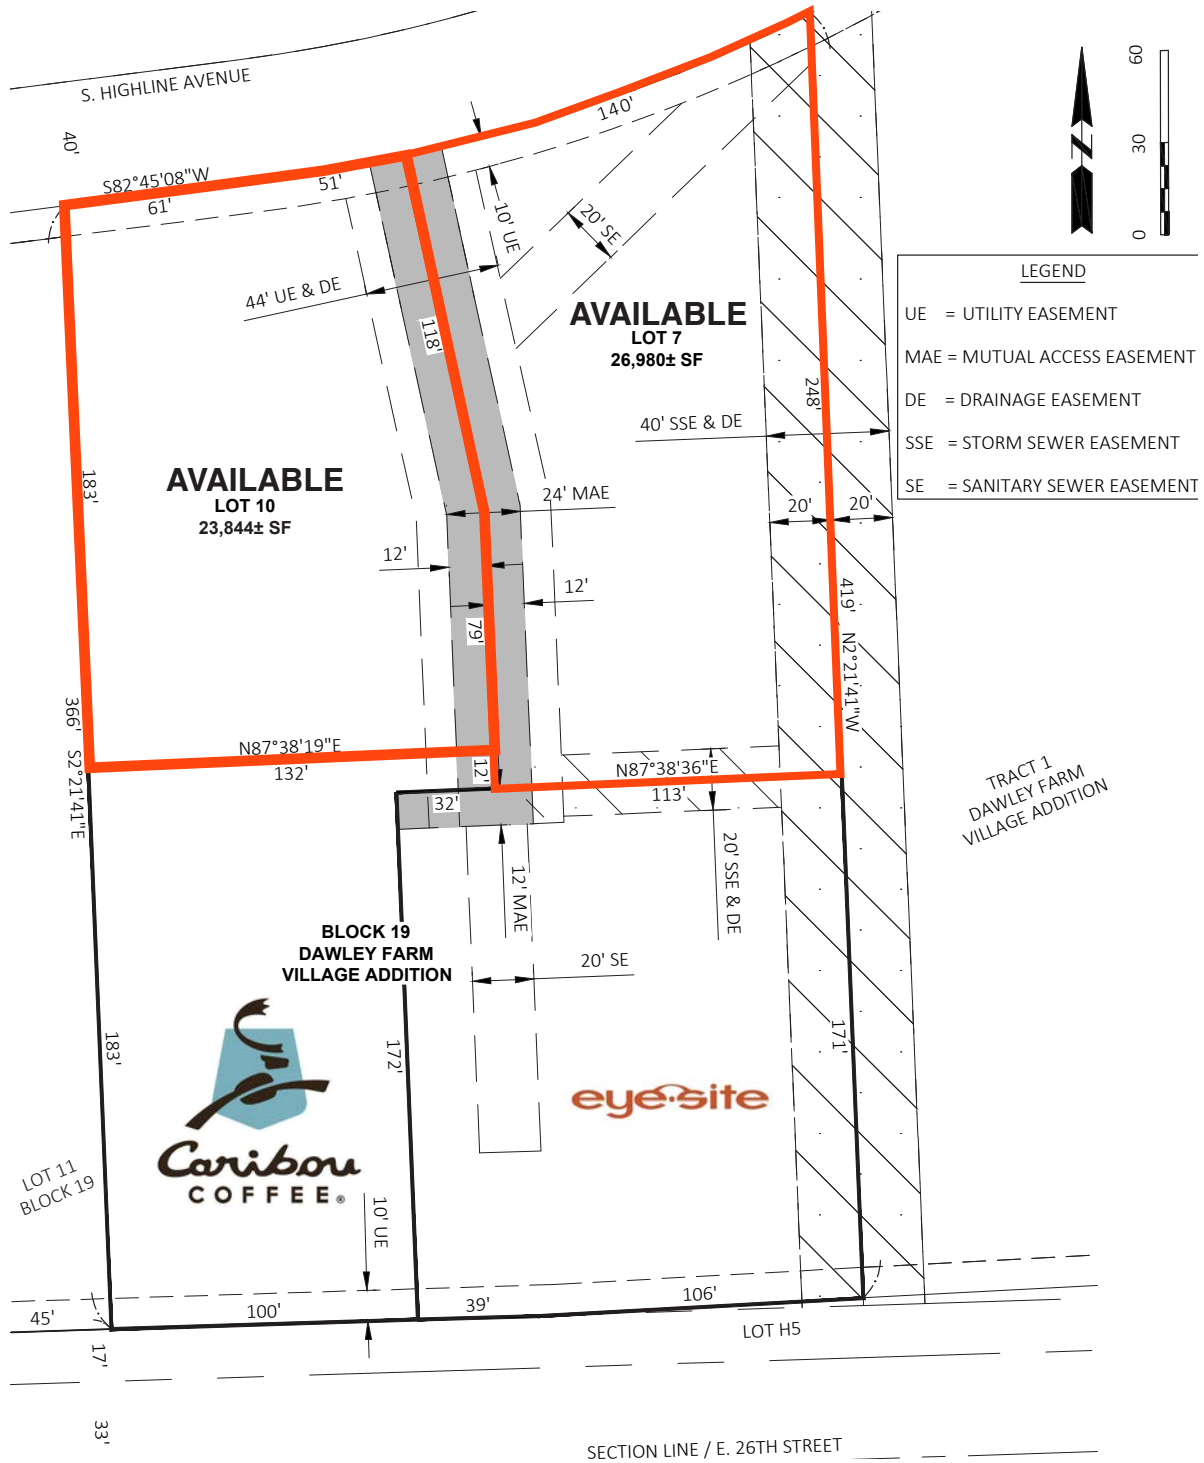 S. HIGHLINE AVENUE
40'
S82°45'08"W
61'
51'
140'
60
30
0
N
10' UE
20' SE
44' UE & DE
118'
AVAILABLE
LOT 7
26,980± SF
LEGEND
UE = UTILITY EASEMENT
MAE = MUTUAL ACCESS EASEMENT
DE = DRAINAGE EASEMENT
SSE = STORM SEWER EASEMENT
SE = SANITARY SEWER EASEMENT
248'
40' SSE & DE
183'
AVAILABLE
LOT 10
23,844± SF
24' MAE
20'
20'
12'
12'
79'
419' N2°21'41"W
366' S2°21'41"E
N87°38'19"E
132'
12'
N87°38'36"E
113'
32'
TRACT 1
DAWLEY FARM
VILLAGE ADDITION
12' MAE
20' SSE & DE
BLOCK 19
DAWLEY FARM
VILLAGE ADDITION
20' SE
183'
172'
171'
eye·site
Caribou
COFFEE®
LOT 11
BLOCK 19
10' UE
45'
100'
39'
106'
LOT H5
17'
33'
SECTION LINE / E. 26TH STREET